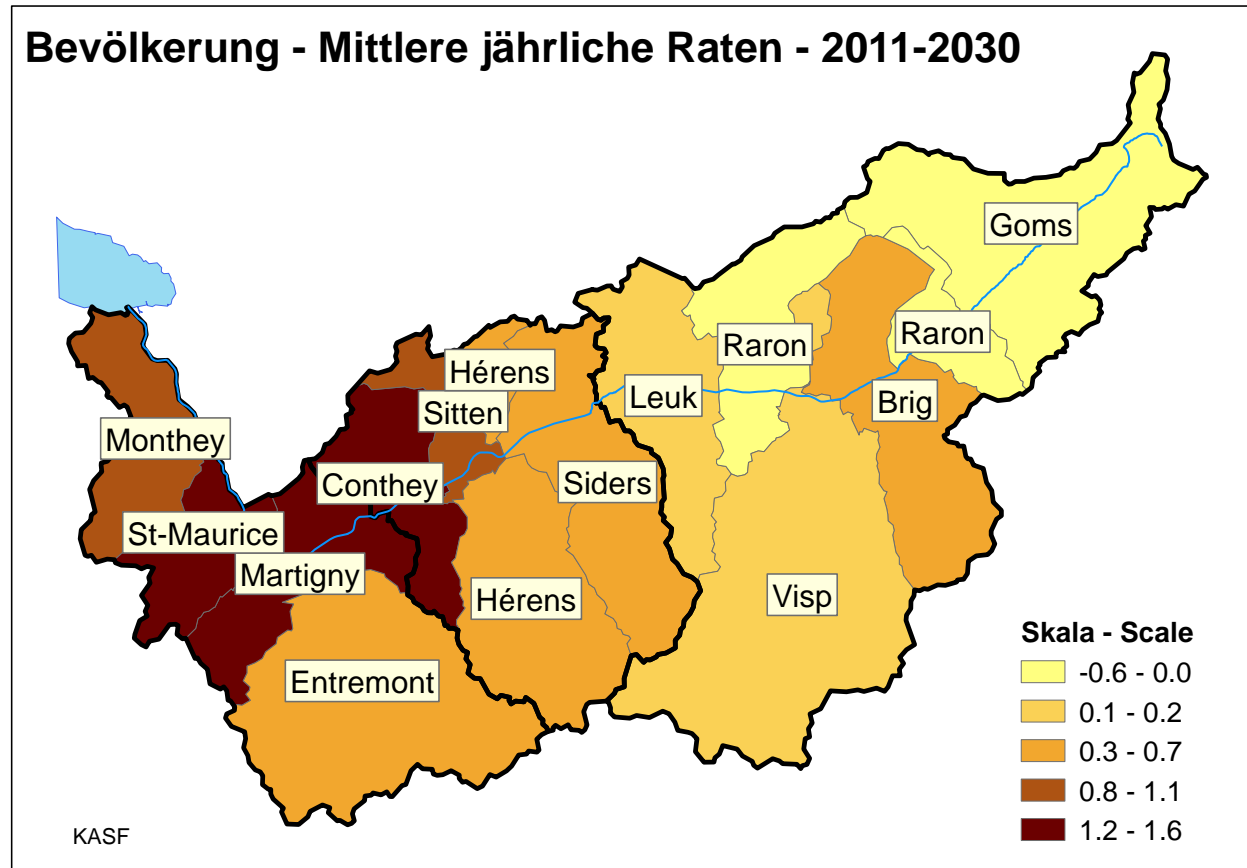 Bevölkerung - Mittlere jährliche Raten - 2011-2030
Goms
Raron
Raron
Hérens
Leuk
Brig
Sitten
Monthey
Siders
Conthey
St-Maurice
Martigny
Hérens
Visp
Entremont
Skala - Scale
-0.6 - 0.0
0.1 - 0.2
0.3 - 0.7
0.8 - 1.1
1.2 - 1.6
KASF